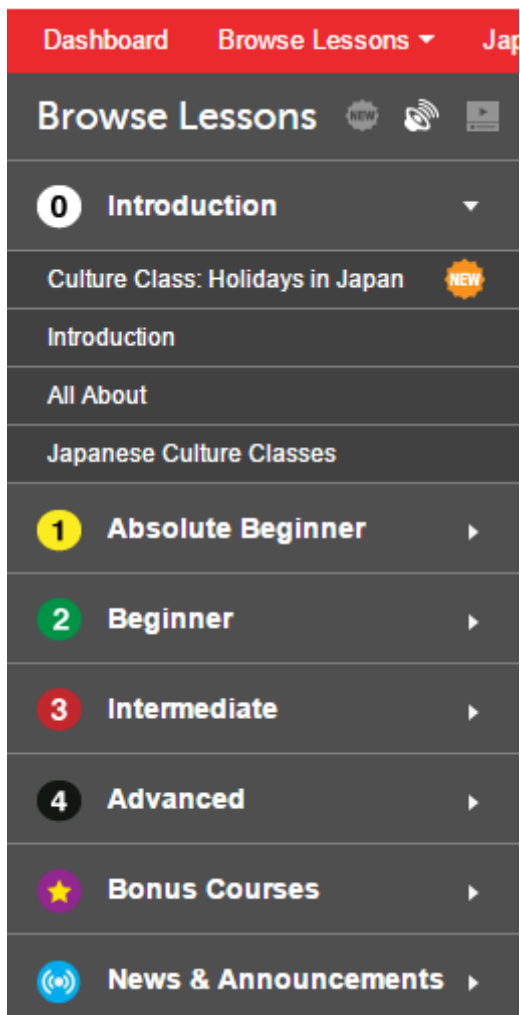 Dashboard Browse Lessons
Browse Lessons NEW
0 Introduction
Culture Class: Holidays in Japan NEW
Introduction
All About
Japanese Culture Classes
1 Absolute Beginner
2 Beginner
3 Intermediate
4 Advanced
Bonus Courses
News & Announcements